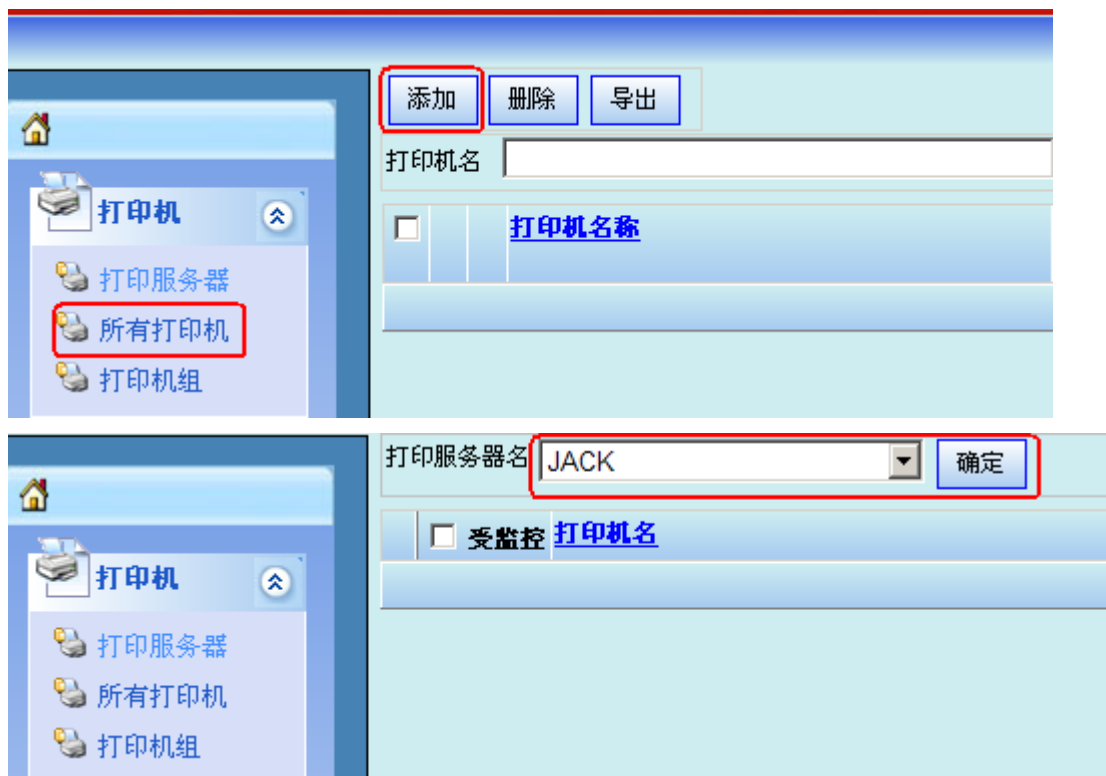 添加 删除 导出
打印机名
打印机
打印机名称
打印服务器
所有打印机
打印机组
打印服务器名 JACK 确定
受监控 打印机名
打印机
打印服务器
所有打印机
打印机组